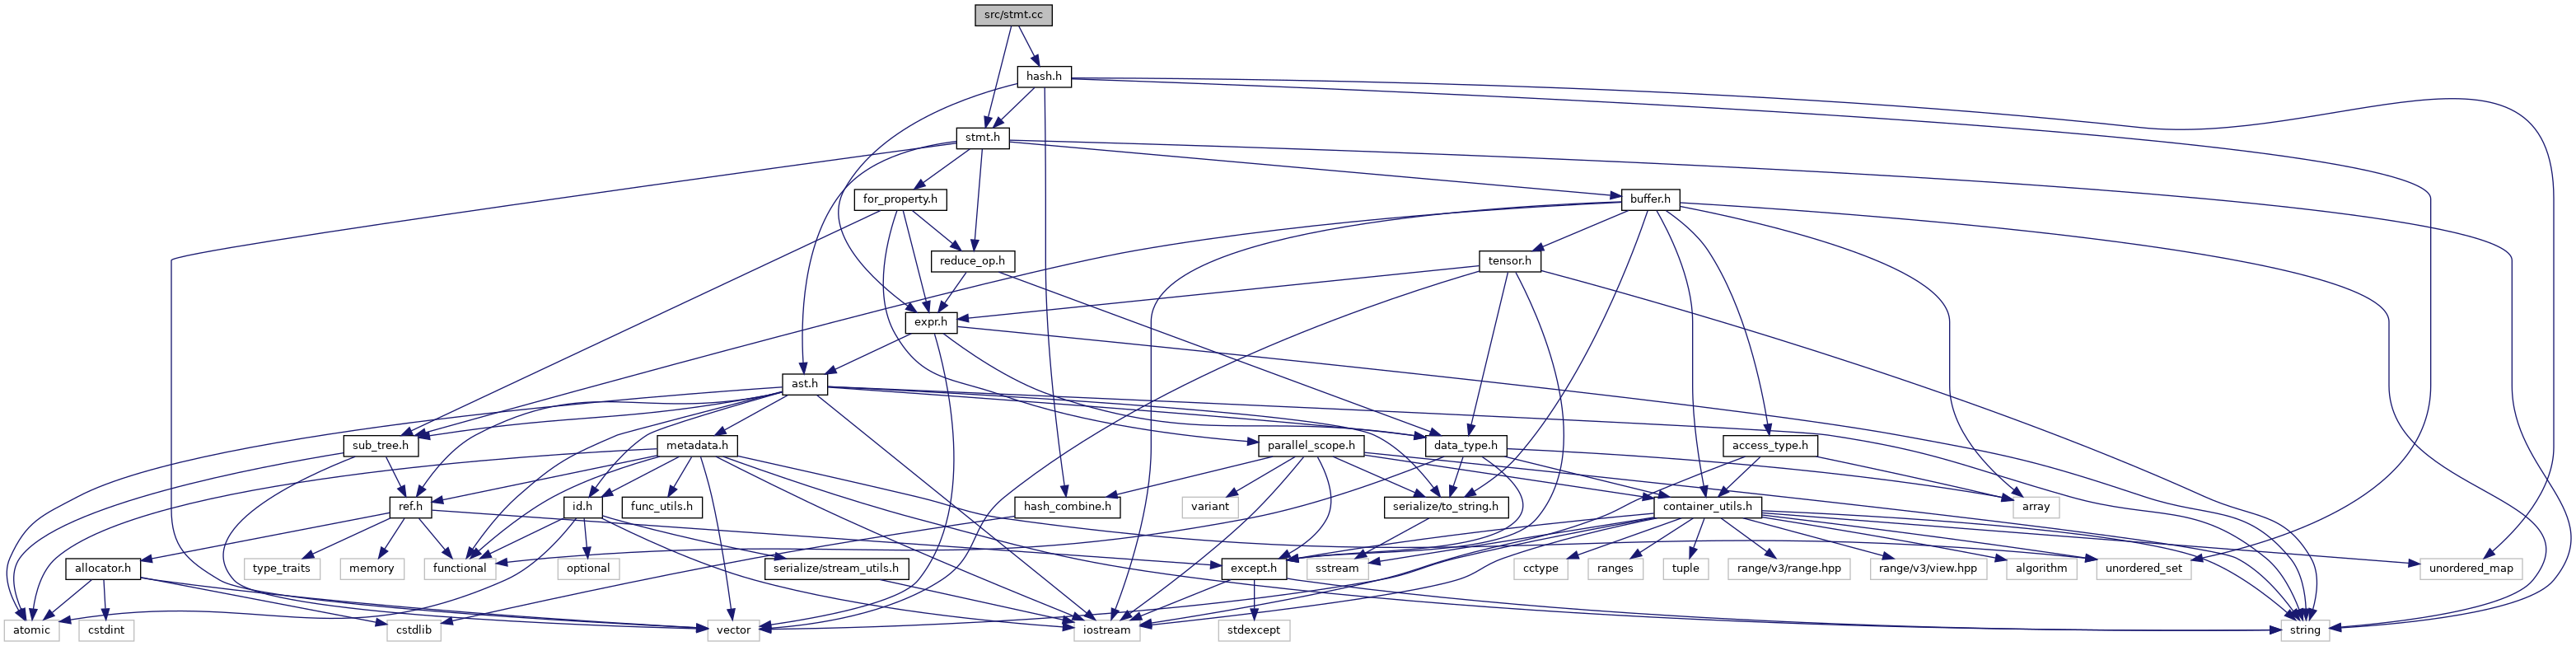 src/stmt.cc
hash.h
stmt.h
for_property.h
buffer.h
reduce_op.h
tensor.h
expr.h
ast.h
sub_tree.h
metadata.h
parallel_scope.h
data_type.h
access_type.h
ref.h
id.h
func_utils.h
hash_combine.h
variant
serialize/to_string.h
container_utils.h
array
allocator.h
type_traits
memory
functional
optional
serialize/stream_utils.h
except.h
sstream
cctype
ranges
tuple
range/v3/range.hpp
range/v3/view.hpp
algorithm
unordered_set
unordered_map
atomic
cstdint
cstdlib
vector
iostream
stdexcept
string